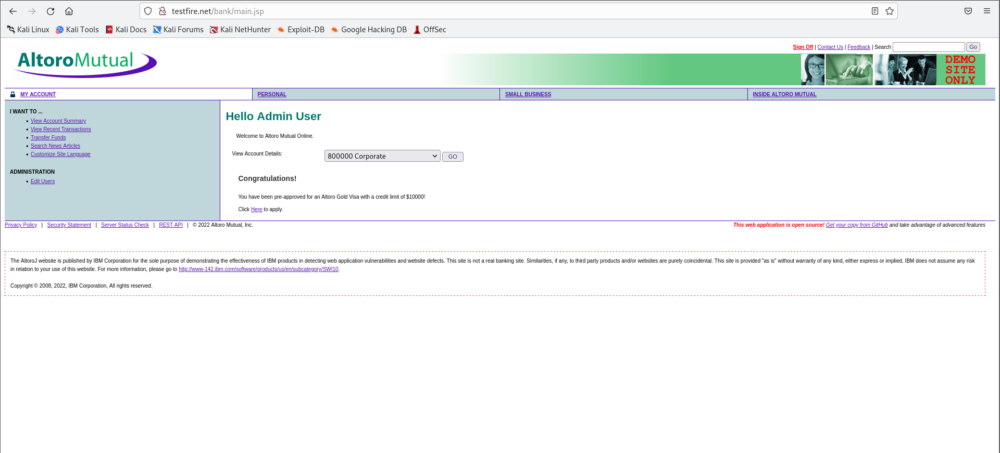 testfire.net/bank/main.jsp
Kali Linux Kali Tools Kali Docs Kali Forums Kali NetHunter Exploit-DB Google Hacking DB OffSec
Sign Off | Contact Us | Feedback | Search Go
AltoroMutual
DEMO
SITE
ONLY
MY ACCOUNT PERSONAL SMALL BUSINESS INSIDE ALTORO MUTUAL
I WANT TO ...
• View Account Summary
• View Recent Transactions
• Transfer Funds
• Search News Articles
• Customize Site Language
ADMINISTRATION
• Edit Users
Hello Admin User
Welcome to Altoro Mutual Online.
View Account Details: 800000 Corporate GO
Congratulations!
You have been pre-approved for an Altoro Gold Visa with a credit limit of $10000!
Click Here to apply.
Privacy Policy | Security Statement | Server Status Check | REST API | © 2022 Altoro Mutual, Inc. This web application is open source! Get your copy from GitHub and take advantage of advanced features
The AltoroJ website is published by IBM Corporation for the sole purpose of demonstrating the effectiveness of IBM products in detecting web application vulnerabilities and website defects. This site is not a real banking site. Similarities, if any, to third party products and/or websites are purely coincidental. This site is provided "as is" without warranty of any kind, either express or implied. IBM does not assume any risk
in relation to your use of this website. For more information, please go to http://www-142.ibm.com/software/products/us/en/subcategory/SWI10.
Copyright © 2008, 2022, IBM Corporation, All rights reserved.